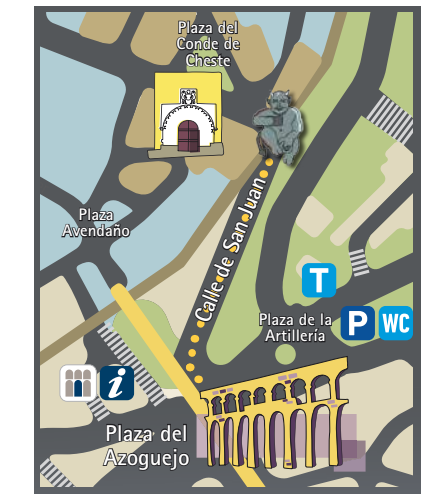 Plaza del
Conde de
Cheste
Plaza
Avendaño
Calle de San Juan
T
Plaza de la
Artillería
P
WC
i
Plaza del
Azoguejo